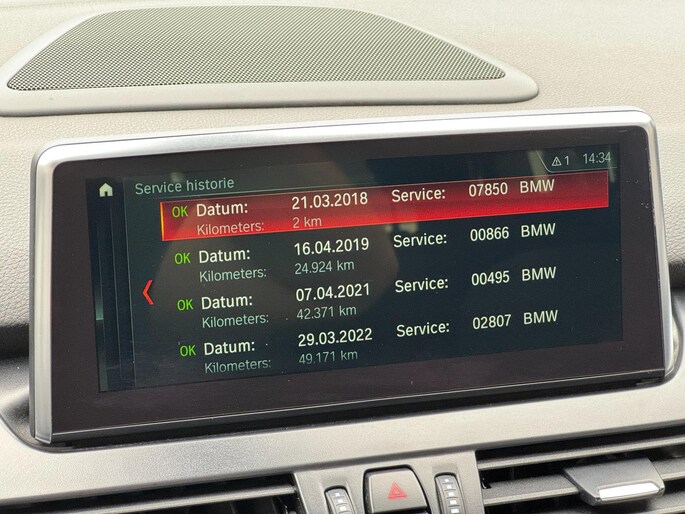 1 14:34
Service historie
OK Datum: 21.03.2018 Service: 07850 BMW
Kilometers: 2 km
OK Datum: 16.04.2019 Service: 00866 BMW
Kilometers: 24.924 km
OK Datum: 07.04.2021 Service: 00495 BMW
Kilometers: 42.371 km
OK Datum: 29.03.2022 Service: 02807 BMW
Kilometers: 49.171 km